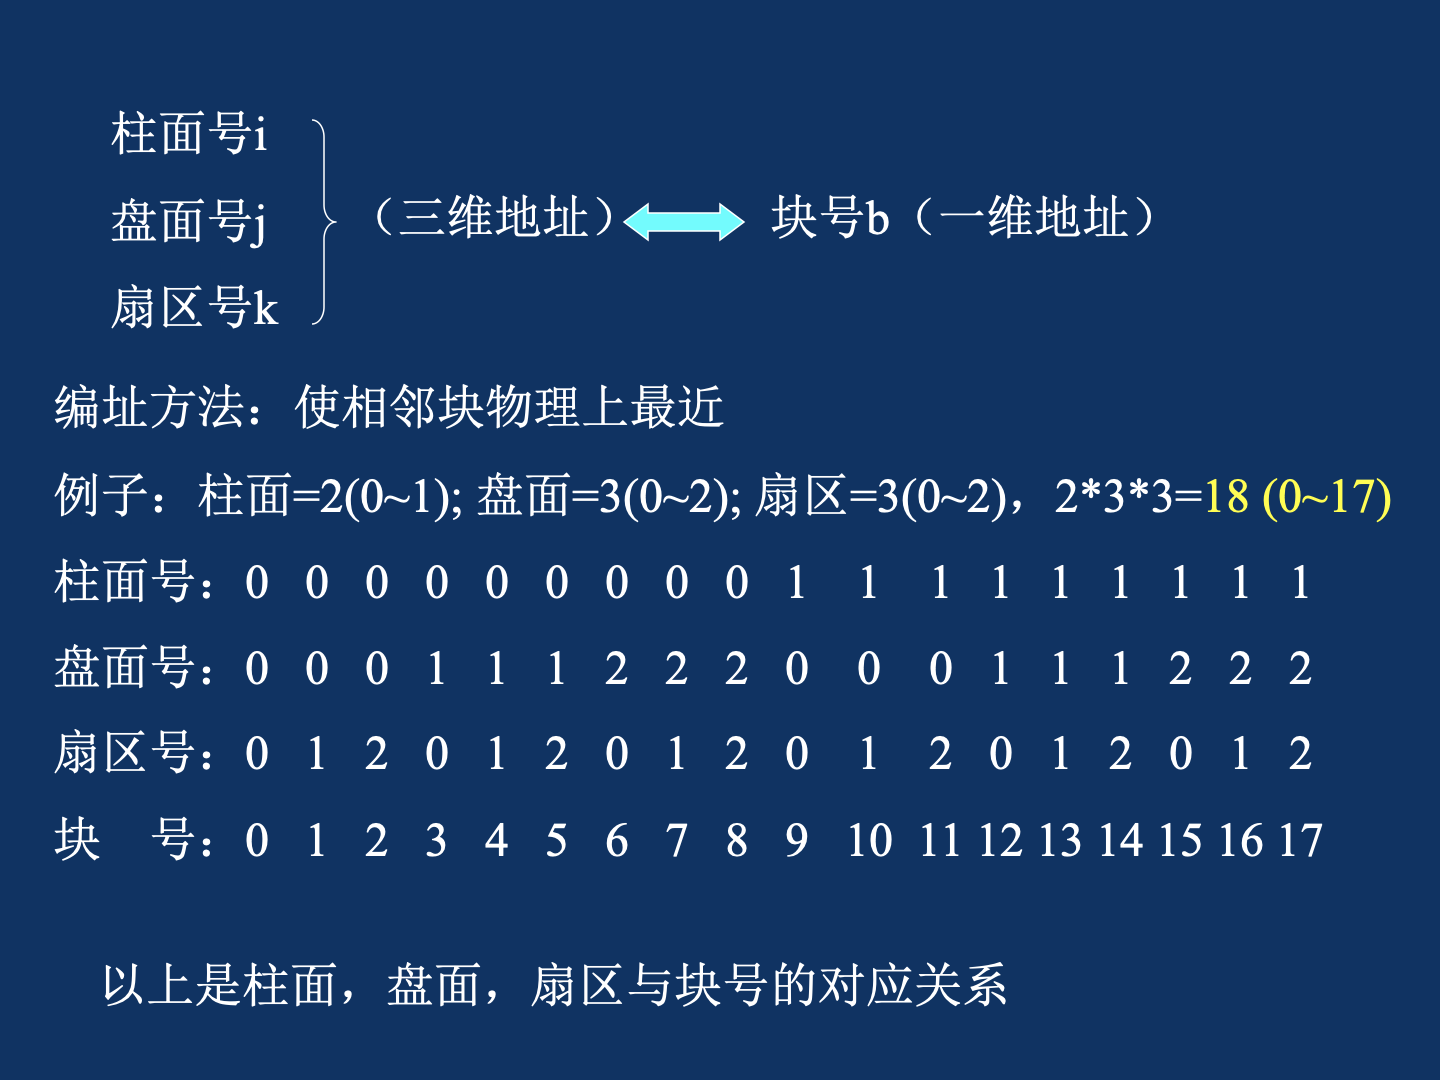 柱面号i
盘面号j
扇区号k
（三维地址） 块号b（一维地址）
编址方法：使相邻块物理上最近
例子：柱面=2(0~1); 盘面=3(0~2); 扇区=3(0~2)，2*3*3=18 (0~17)
柱面号：0 0 0 0 0 0 0 0 0 1 1 1 1 1 1 1 1 1
盘面号：0 0 0 1 1 1 2 2 2 0 0 0 1 1 1 2 2 2
扇区号：0 1 2 0 1 2 0 1 2 0 1 2 0 1 2 0 1 2
块 号：0 1 2 3 4 5 6 7 8 9 10 11 12 13 14 15 16 17
以上是柱面，盘面，扇区与块号的对应关系